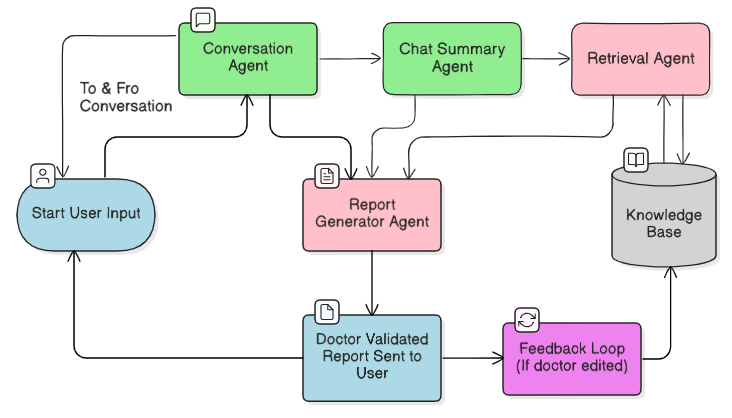 Conversation
Agent
Chat Summary
Agent
Retrieval Agent
To & Fro
Conversation
Start User Input
Report
Generator Agent
Knowledge
Base
Doctor Validated
Report Sent to
User
Feedback Loop
(If doctor edited)